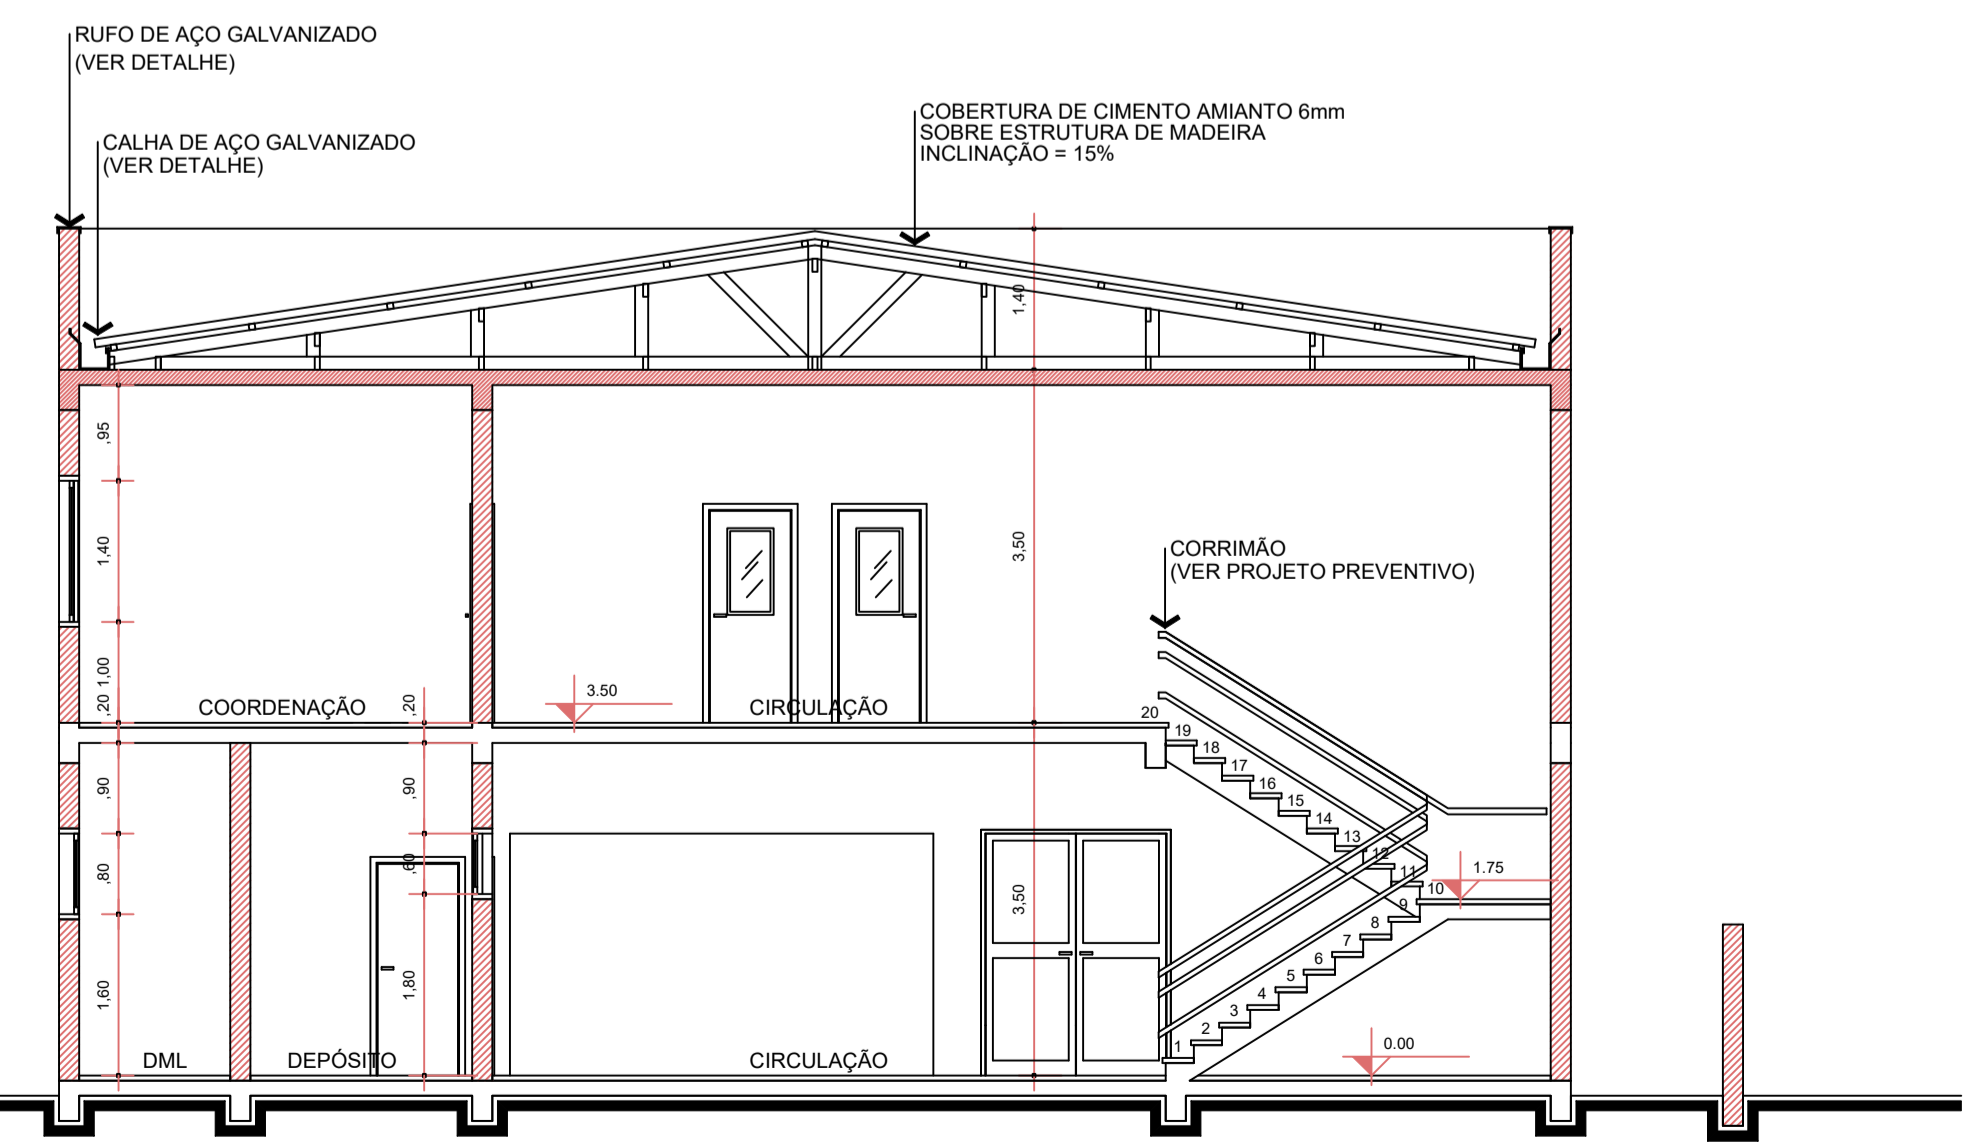 RUFO DE AÇO GALVANIZADO
(VER DETALHE)
CALHA DE AÇO GALVANIZADO
(VER DETALHE)
COBERTURA DE CIMENTO AMIANTO 6mm
SOBRE ESTRUTURA DE MADEIRA
INCLINAÇÃO = 15%
1,40
,95
1,40
1,00
,20
3,50
CORRIMÃO
(VER PROJETO PREVENTIVO)
COORDENAÇÃO
,20
3.50
CIRCULAÇÃO
20
19
18
17
16
15
14
13
12
11
10
9
8
7
6
5
4
3
2
1
1.75
,90
,80
1,60
,90
,60
1,80
3,50
DML
DEPÓSITO
CIRCULAÇÃO
0.00